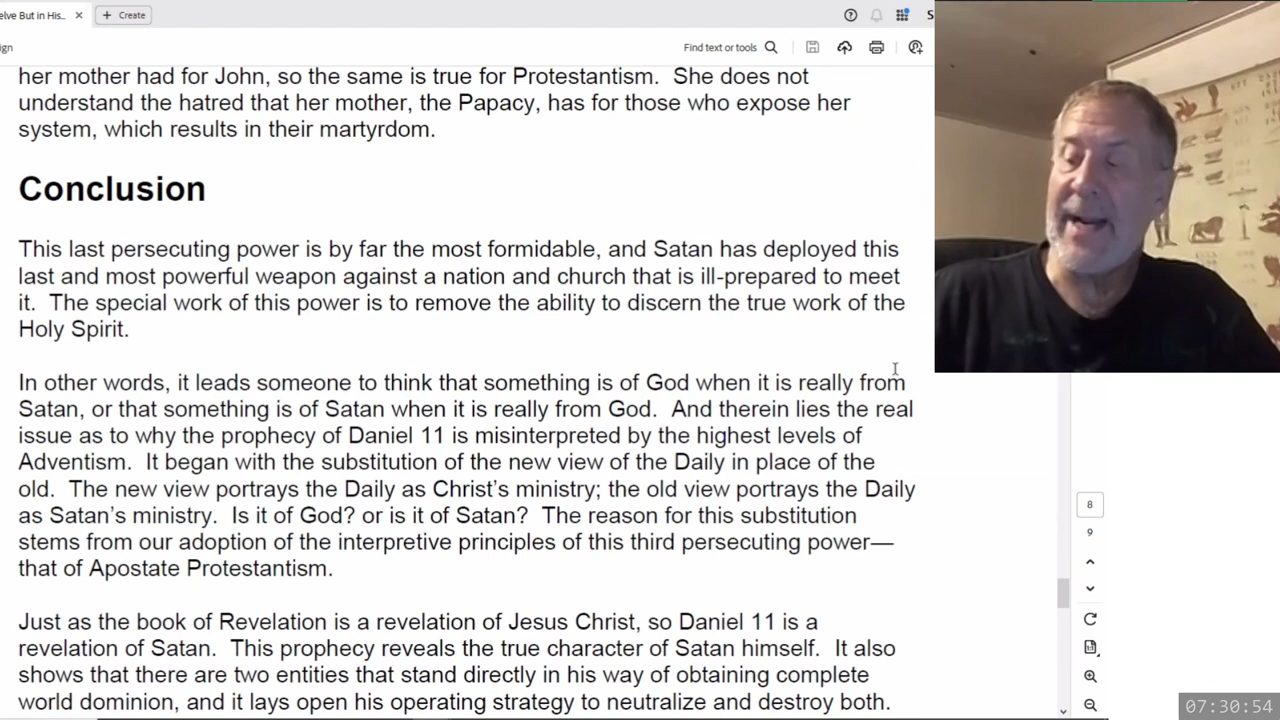 elve But in His...
Create
S
ign
Find text or tools
her mother had for John, so the same is true for Protestantism.  She does not
understand the hatred that her mother, the Papacy, has for those who expose her
system, which results in their martyrdom.
Conclusion
This last persecuting power is by far the most formidable, and Satan has deployed this
last and most powerful weapon against a nation and church that is ill-prepared to meet
it.  The special work of this power is to remove the ability to discern the true work of the
Holy Spirit.
In other words, it leads someone to think that something is of God when it is really from
Satan, or that something is of Satan when it is really from God.  And therein lies the real
issue as to why the prophecy of Daniel 11 is misinterpreted by the highest levels of
Adventism.  It began with the substitution of the new view of the Daily in place of the
old.  The new view portrays the Daily as Christ's ministry; the old view portrays the Daily
as Satan's ministry.  Is it of God? or is it of Satan?  The reason for this substitution
stems from our adoption of the interpretive principles of this third persecuting power—
that of Apostate Protestantism.
Just as the book of Revelation is a revelation of Jesus Christ, so Daniel 11 is a
revelation of Satan.  This prophecy reveals the true character of Satan himself.  It also
shows that there are two entities that stand directly in his way of obtaining complete
world dominion, and it lays open his operating strategy to neutralize and destroy both.
8
9
07:30:54